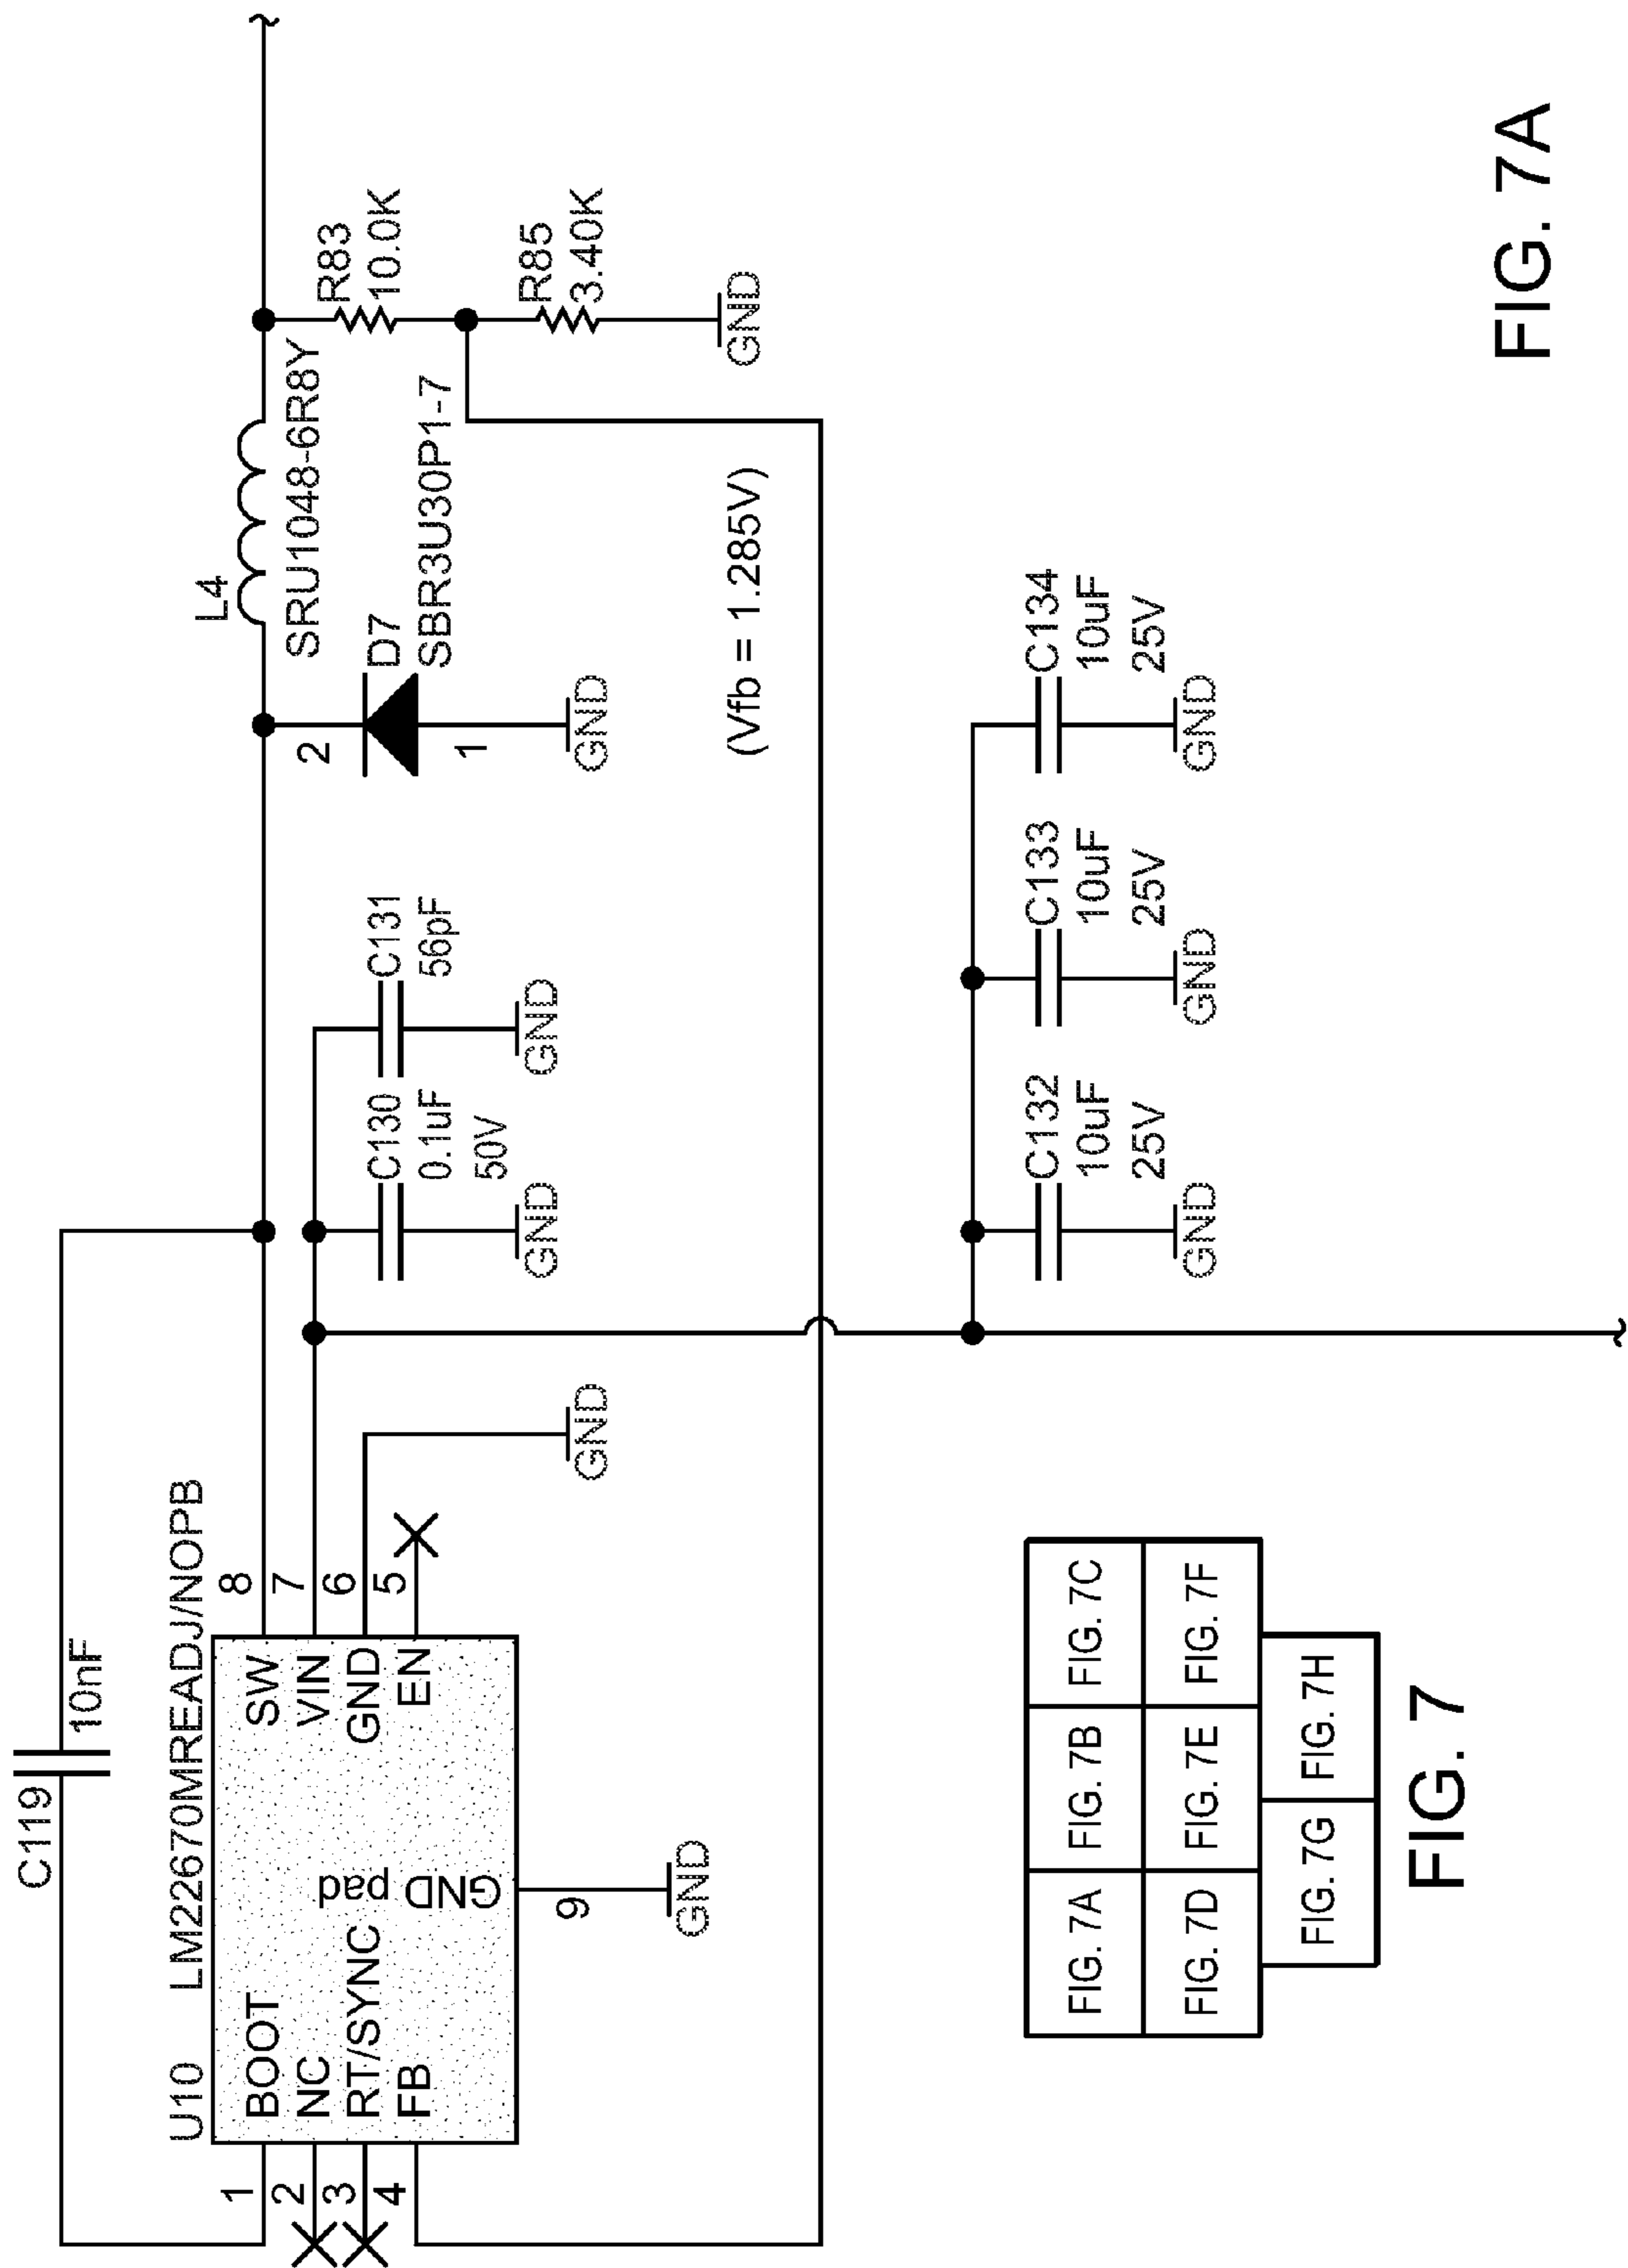 C119
10nF
U10
LM22670MREADJ/NOPB
1
2
3
4
BOOT
NC
RT/SYNC
FB
GND pad
SW
VIN
GND
EN
8
7
6
5
9
GND
GND
C130
0.1uF
50V
GND
C131
56pF
GND
L4
SRU1048-6R8Y
2
D7
SBR3U30P1-7
1
GND
R83
10.0K
R85
3.40K
GND
(Vfb = 1.285V)
C132
10uF
25V
GND
C133
10uF
25V
GND
C134
10uF
25V
GND
FIG. 7A
FIG. 7B
FIG. 7C
FIG. 7D
FIG. 7E
FIG. 7F
FIG. 7G
FIG. 7H
FIG. 7
FIG. 7A